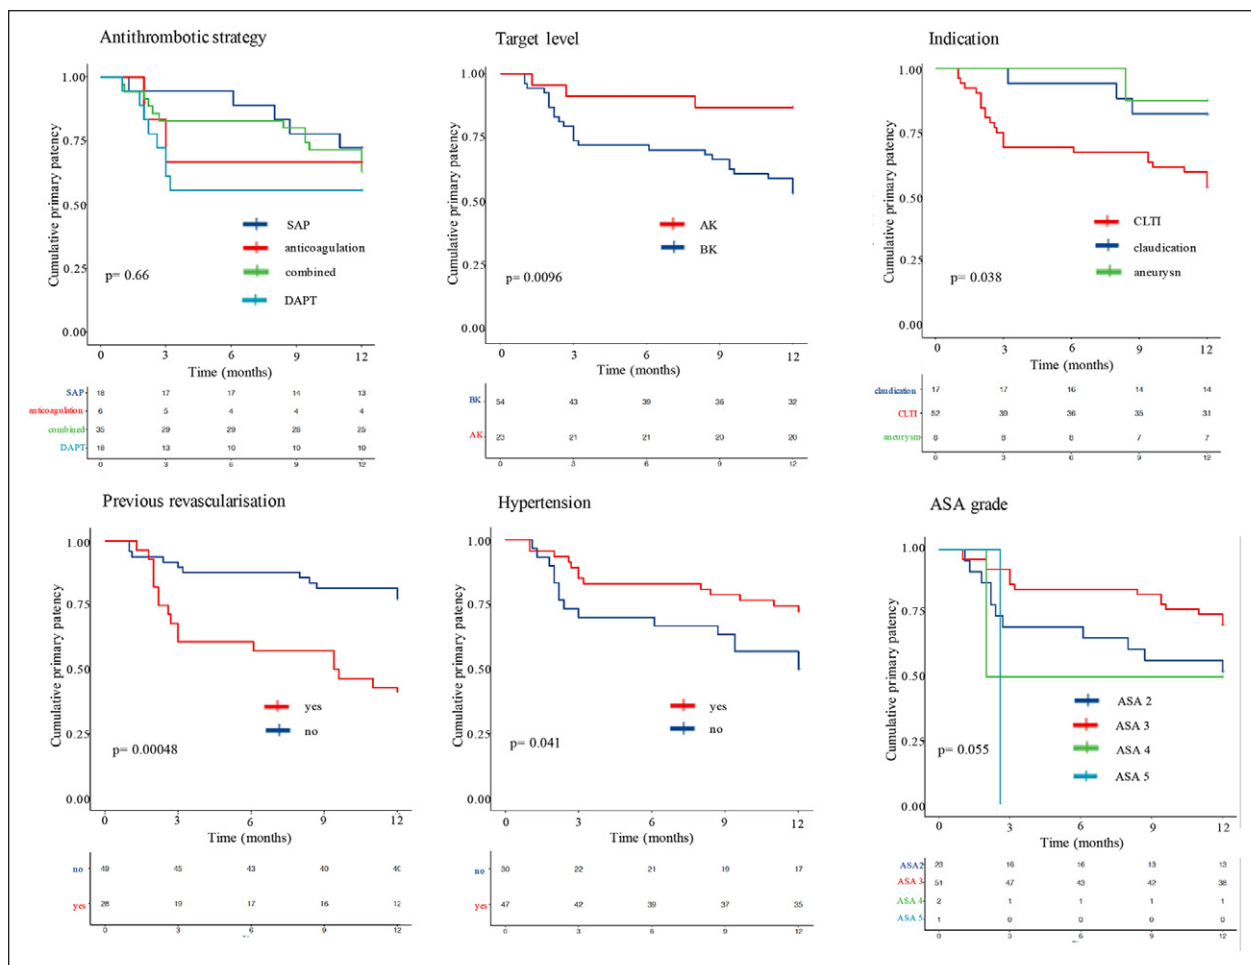 Antithrombotic strategy
Cumulative primary patency
1.00
0.75
0.50
0.25
0.00
SAP
anticoagulation
combined
DAPT
p= 0.66
0 3 6 9 12
Time (months)
SAP 18 17 17 14 13
anticoagulation 6 5 4 4 4
combined 35 29 29 28 25
DAPT 18 13 10 10 10
0 3 6 9 12
Target level
Cumulative primary patency
1.00
0.75
0.50
0.25
0.00
AK
BK
p= 0.0096
0 3 6 9 12
Time (months)
BK 54 43 39 36 32
AK 23 21 21 20 20
0 3 6 9 12
Indication
Cumulative primary patency
1.00
0.75
0.50
0.25
0.00
CLTI
claudication
aneurysn
p= 0.038
0 3 6 9 12
Time (months)
claudication 17 17 16 14 14
CLTI 52 39 36 35 31
aneurysm 8 8 8 7 7
0 3 6 9 12
Previous revascularisation
Cumulative primary patency
1.00
0.75
0.50
0.25
0.00
yes
no
p= 0.00048
0 3 6 9 12
Time (months)
no 49 45 43 40 40
yes 28 19 17 16 12
0 3 6 9 12
Hypertension
Cumulative primary patency
1.00
0.75
0.50
0.25
0.00
yes
no
p= 0.041
0 3 6 9 12
Time (months)
no 30 22 21 19 17
yes 47 42 39 37 35
0 3 6 9 12
ASA grade
Cumulative primary patency
1.00
0.75
0.50
0.25
0.00
ASA 2
ASA 3
ASA 4
ASA 5
p= 0.055
0 3 6 9 12
Time (months)
ASA2 23 16 16 13 13
ASA 3 51 47 43 42 38
ASA 4 2 1 1 1 1
ASA 5 1 0 0 0 0
0 3 6 9 12